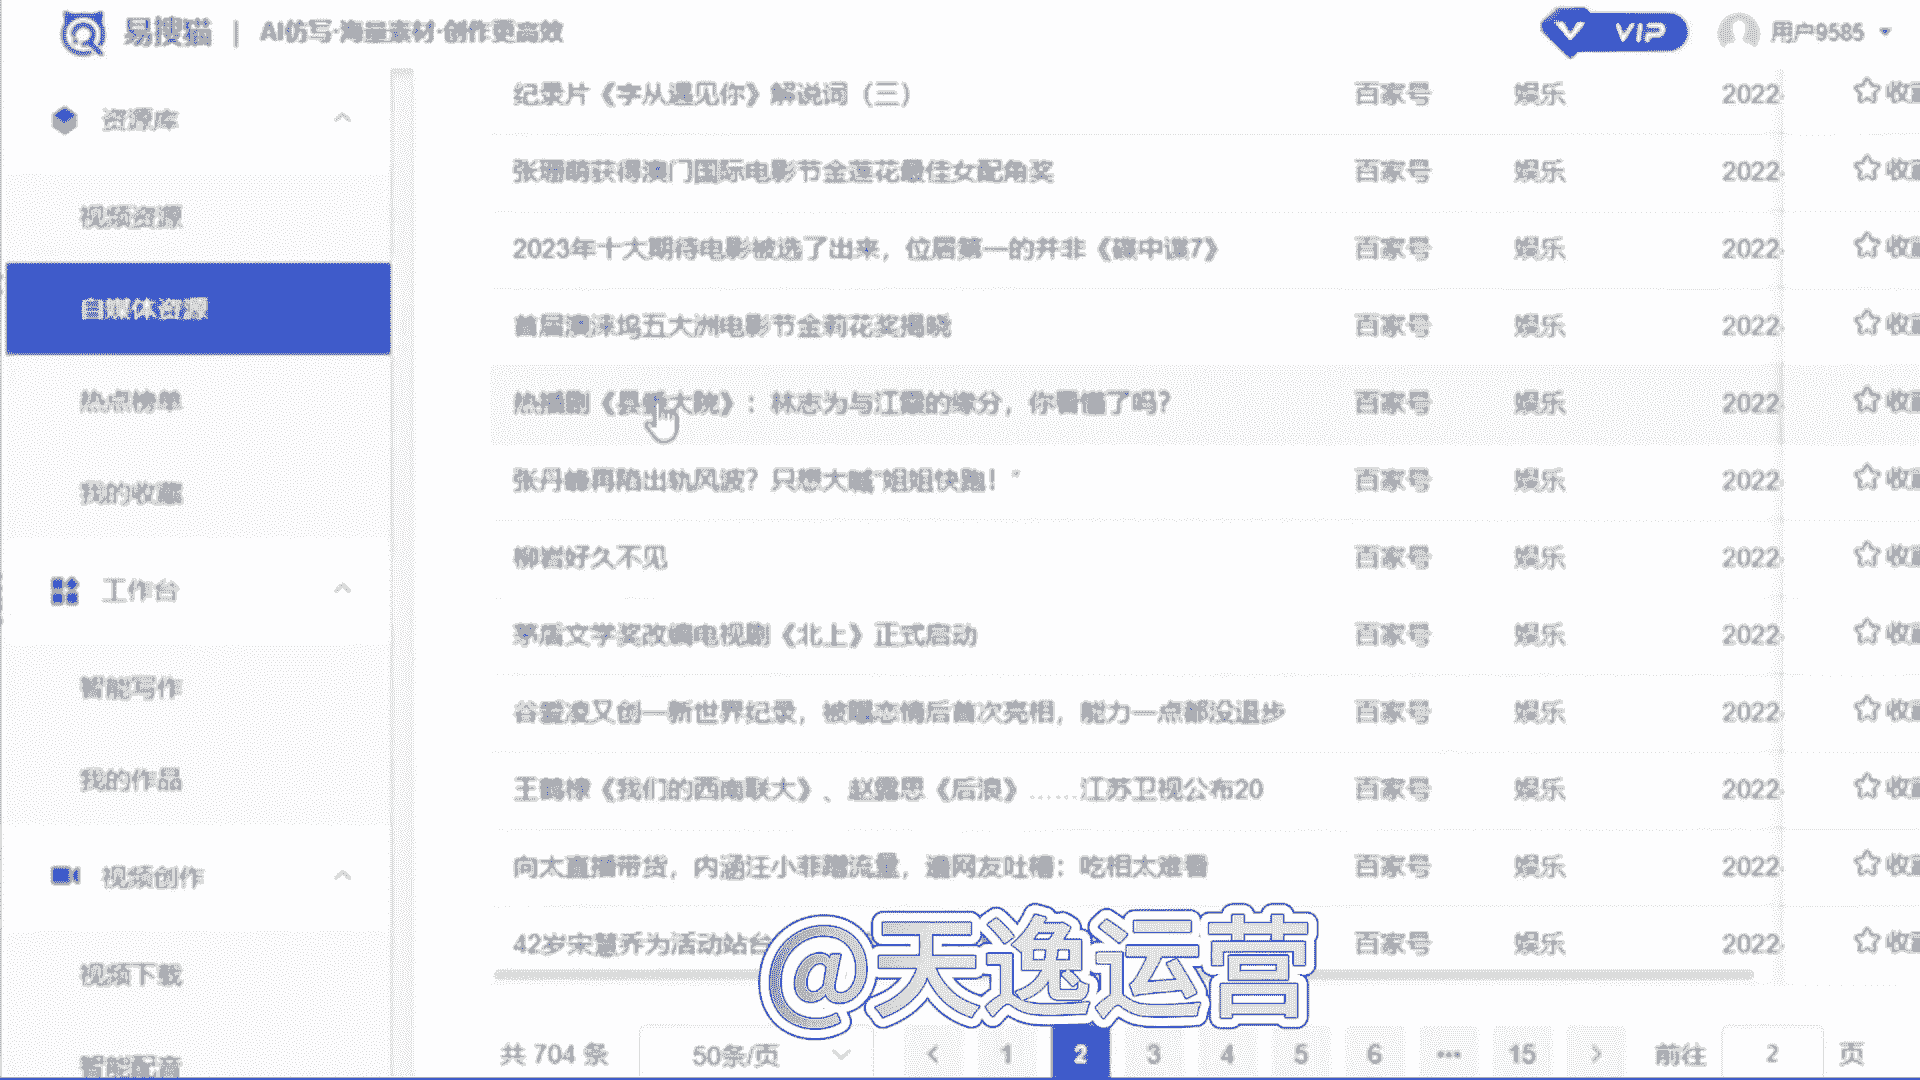 易搜猫 | AI仿写·海量素材·创作更高效
VIP
用户9585
资源库
视频资源
自媒体资源
热点榜单
我的收藏
工作台
智能写作
我的作品
视频创作
视频下载
智能配音
纪录片《字从遇见你》解说词（三） 百家号 娱乐 2022- 收藏
张珊萌获得澳门国际电影节金莲花最佳女配角奖 百家号 娱乐 2022- 收藏
2023年十大期待电影被选了出来，位居第一的并非《碟中谍7》 百家号 娱乐 2022- 收藏
首届澳涞坞五大洲电影节金莉花奖揭晓 百家号 娱乐 2022- 收藏
热播剧《县委大院》：林志为与江霞的缘分，你看懂了吗？ 百家号 娱乐 2022- 收藏
张丹峰再陷出轨风波？只想大喊“姐姐快跑！” 百家号 娱乐 2022- 收藏
柳岩好久不见 百家号 娱乐 2022- 收藏
茅盾文学奖改编电视剧《北上》正式启动 百家号 娱乐 2022- 收藏
谷爱凌又创一新世界纪录，被曝恋情后首次亮相，能力一点都没退步 百家号 娱乐 2022- 收藏
王鹤棣《我们的西南联大》、赵露思《后浪》……江苏卫视公布20 百家号 娱乐 2022- 收藏
向太直播带货，内涵汪小菲蹭流量，遭网友吐槽：吃相太难看 百家号 娱乐 2022- 收藏
42岁宋慧乔为活动站台 百家号 娱乐 2022- 收藏
@天逸运营
共 704 条 50条/页 < 1 2 3 4 5 6 ··· 15 > 前往 2 页